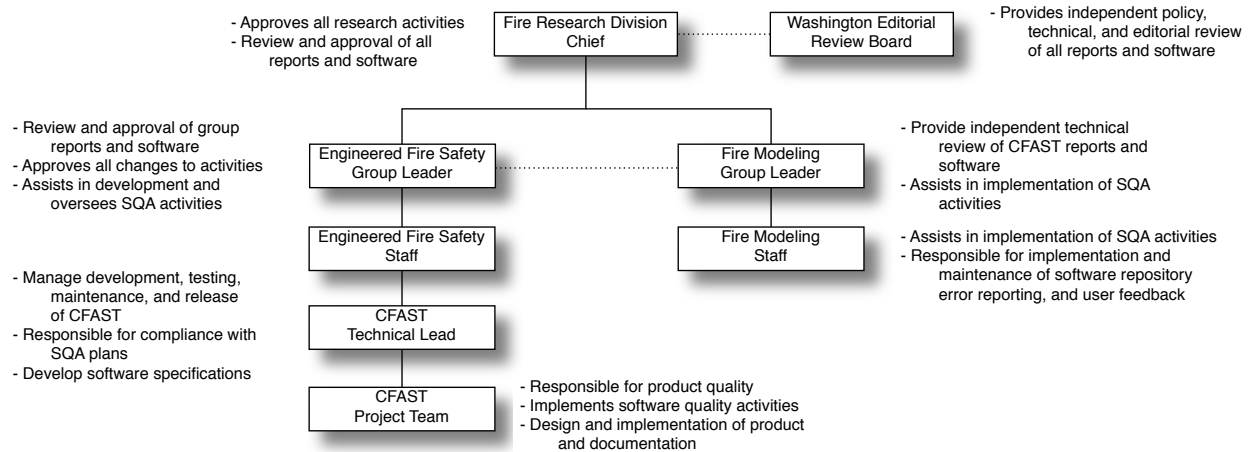 - Approves all research activities
- Review and approval of all
reports and software
Fire Research Division
Chief
Washington Editorial
Review Board
- Provides independent policy,
technical, and editorial review
of all reports and software
- Review and approval of group
reports and software
- Approves all changes to activities
- Assists in development and
oversees SQA activities
Engineered Fire Safety
Group Leader
Fire Modeling
Group Leader
- Provide independent technical
review of CFAST reports and
software
- Assists in implementation of SQA
activities
Engineered Fire Safety
Staff
Fire Modeling
Staff
- Assists in implementation of SQA activities
- Responsible for implementation and
maintenance of software repository
error reporting, and user feedback
- Manage development, testing,
maintenance, and release
of CFAST
- Responsible for compliance with
SQA plans
- Develop software specifications
CFAST
Technical Lead
CFAST
Project Team
- Responsible for product quality
- Implements software quality activities
- Design and implementation of product
and documentation